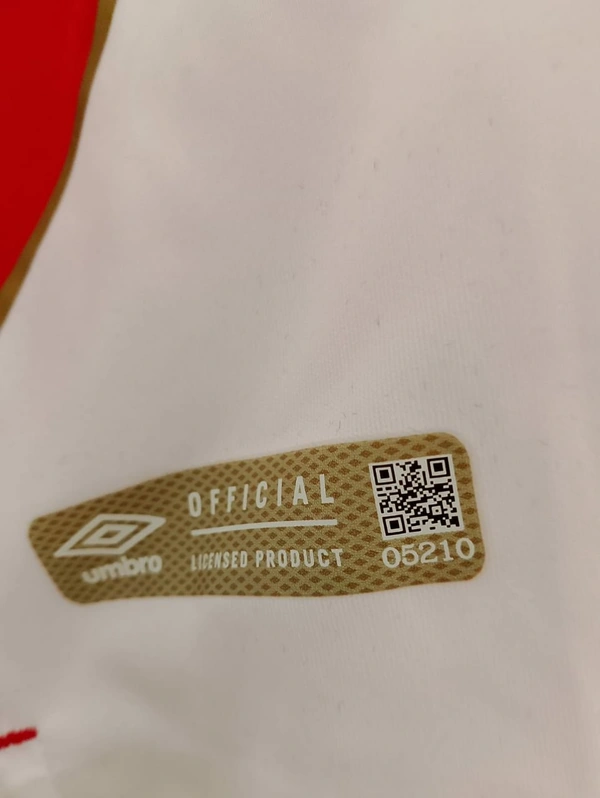 umbro
OFFICIAL
LICENSED PRODUCT
05210